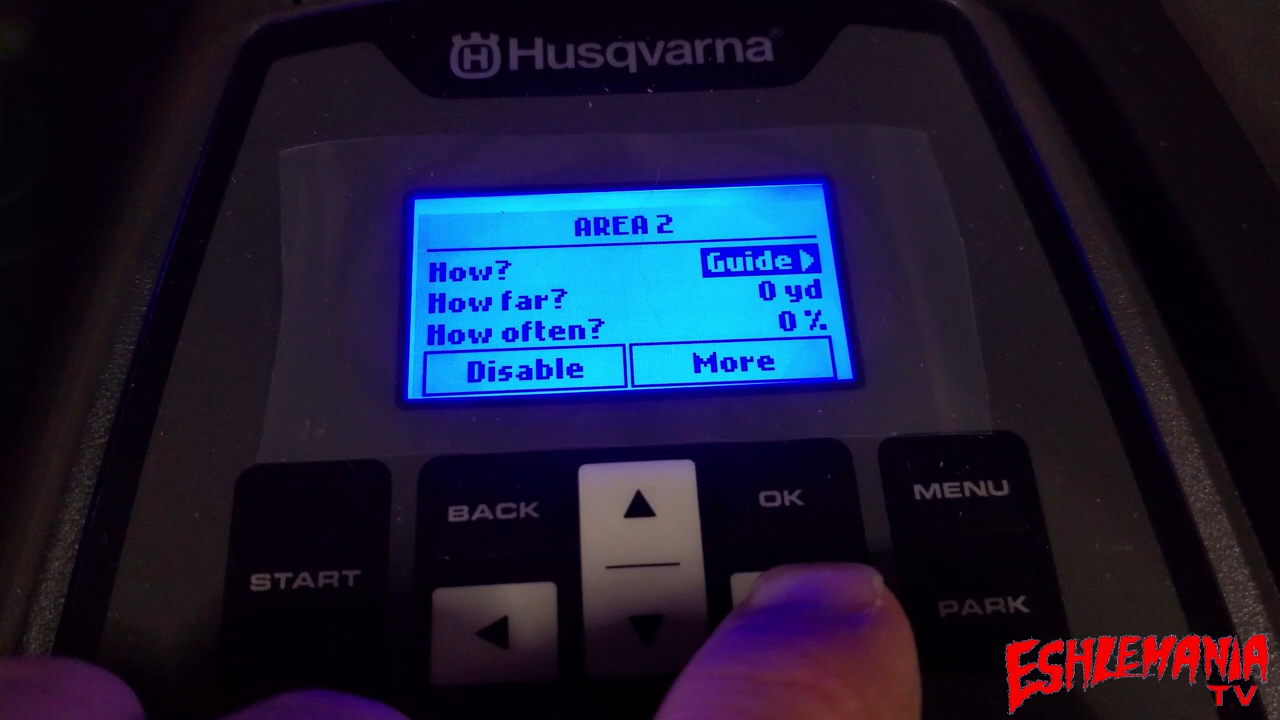 Husqvarna®
AREA 2
How? Guide
How far? 0 yd
How often? 0 %
Disable More
BACK OK MENU
START PARK
ESHLEMANIA
TV